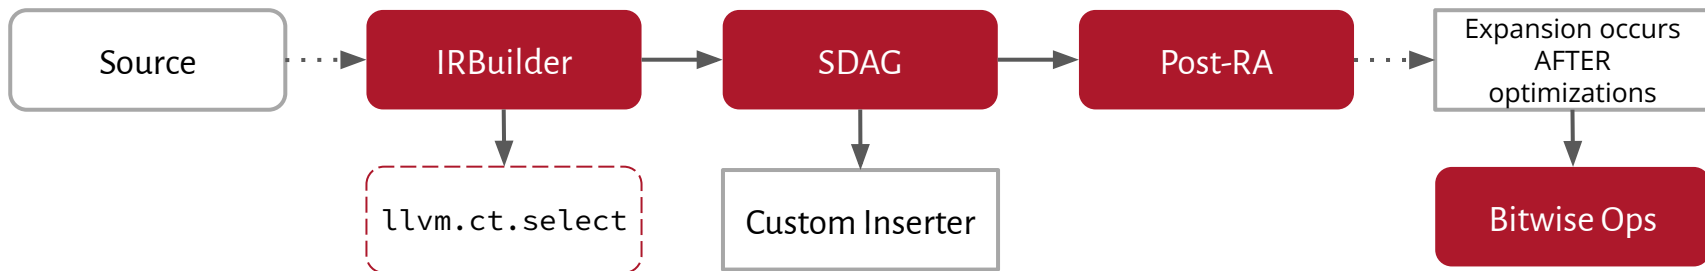 Source
IRBuilder
SDAG
Post-RA
Expansion occurs
AFTER
optimizations
llvm.ct.select
Custom Inserter
Bitwise Ops